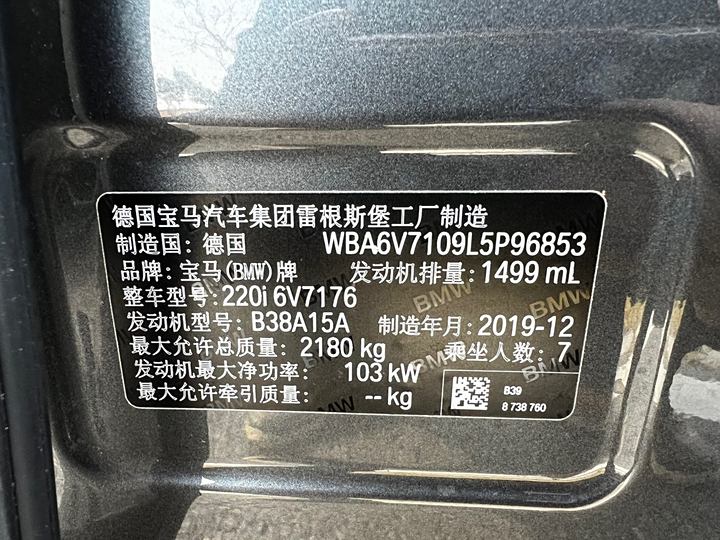 德国宝马汽车集团雷根斯堡工厂制造
制造国: 德国 WBA6V7109L5P96853
品牌: 宝马(BMW)牌 发动机排量: 1499 mL
整车型号: 220i 6V7176
发动机型号: B38A15A 制造年月: 2019-12
最大允许总质量: 2180 kg 乘坐人数: 7
发动机最大净功率: 103 kW
最大允许牵引质量: -- kg
B39
8 738 760